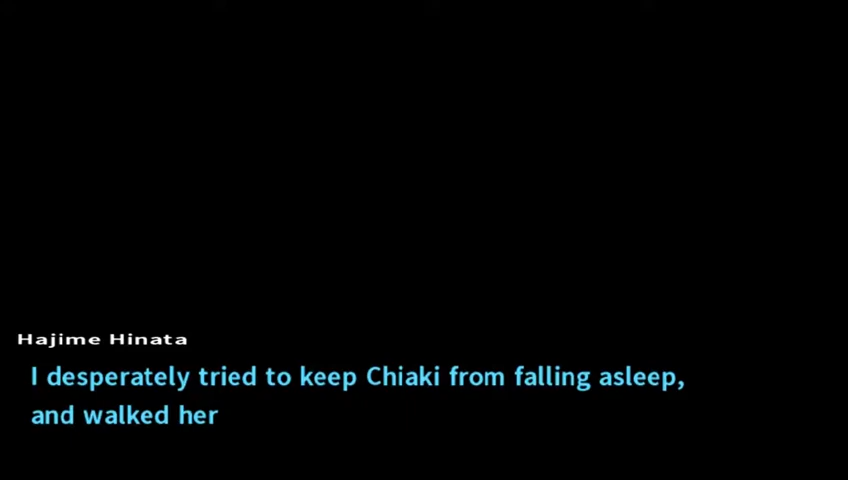 Hajime Hinata
I desperately tried to keep Chiaki from falling asleep,
and walked her